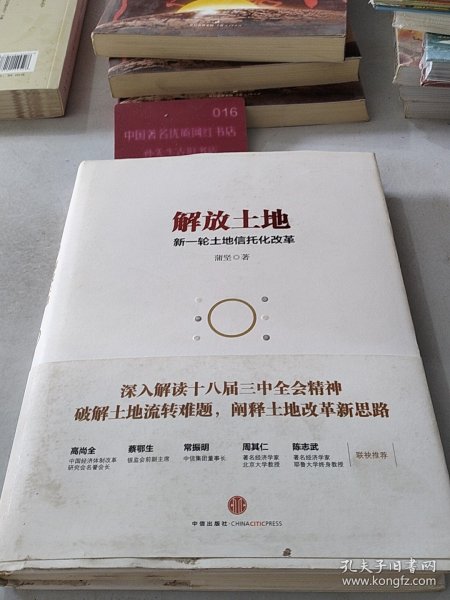 016
中国著名优质网红书店
解放土地
新一轮土地信托化改革
蒲坚◎著
深入解读十八届三中全会精神
破解土地流转难题，阐释土地改革新思路
高尚全 蔡鄂生 常振明 周其仁 陈志武
中国经济体制改革研究会名誉会长 银监会前副主席 中信集团董事长 著名经济学家 北京大学教授 著名经济学家 耶鲁大学终身教授 联袂推荐
中信出版社·CHINACITICPRESS
孔夫子旧书网
www.kongfz.com